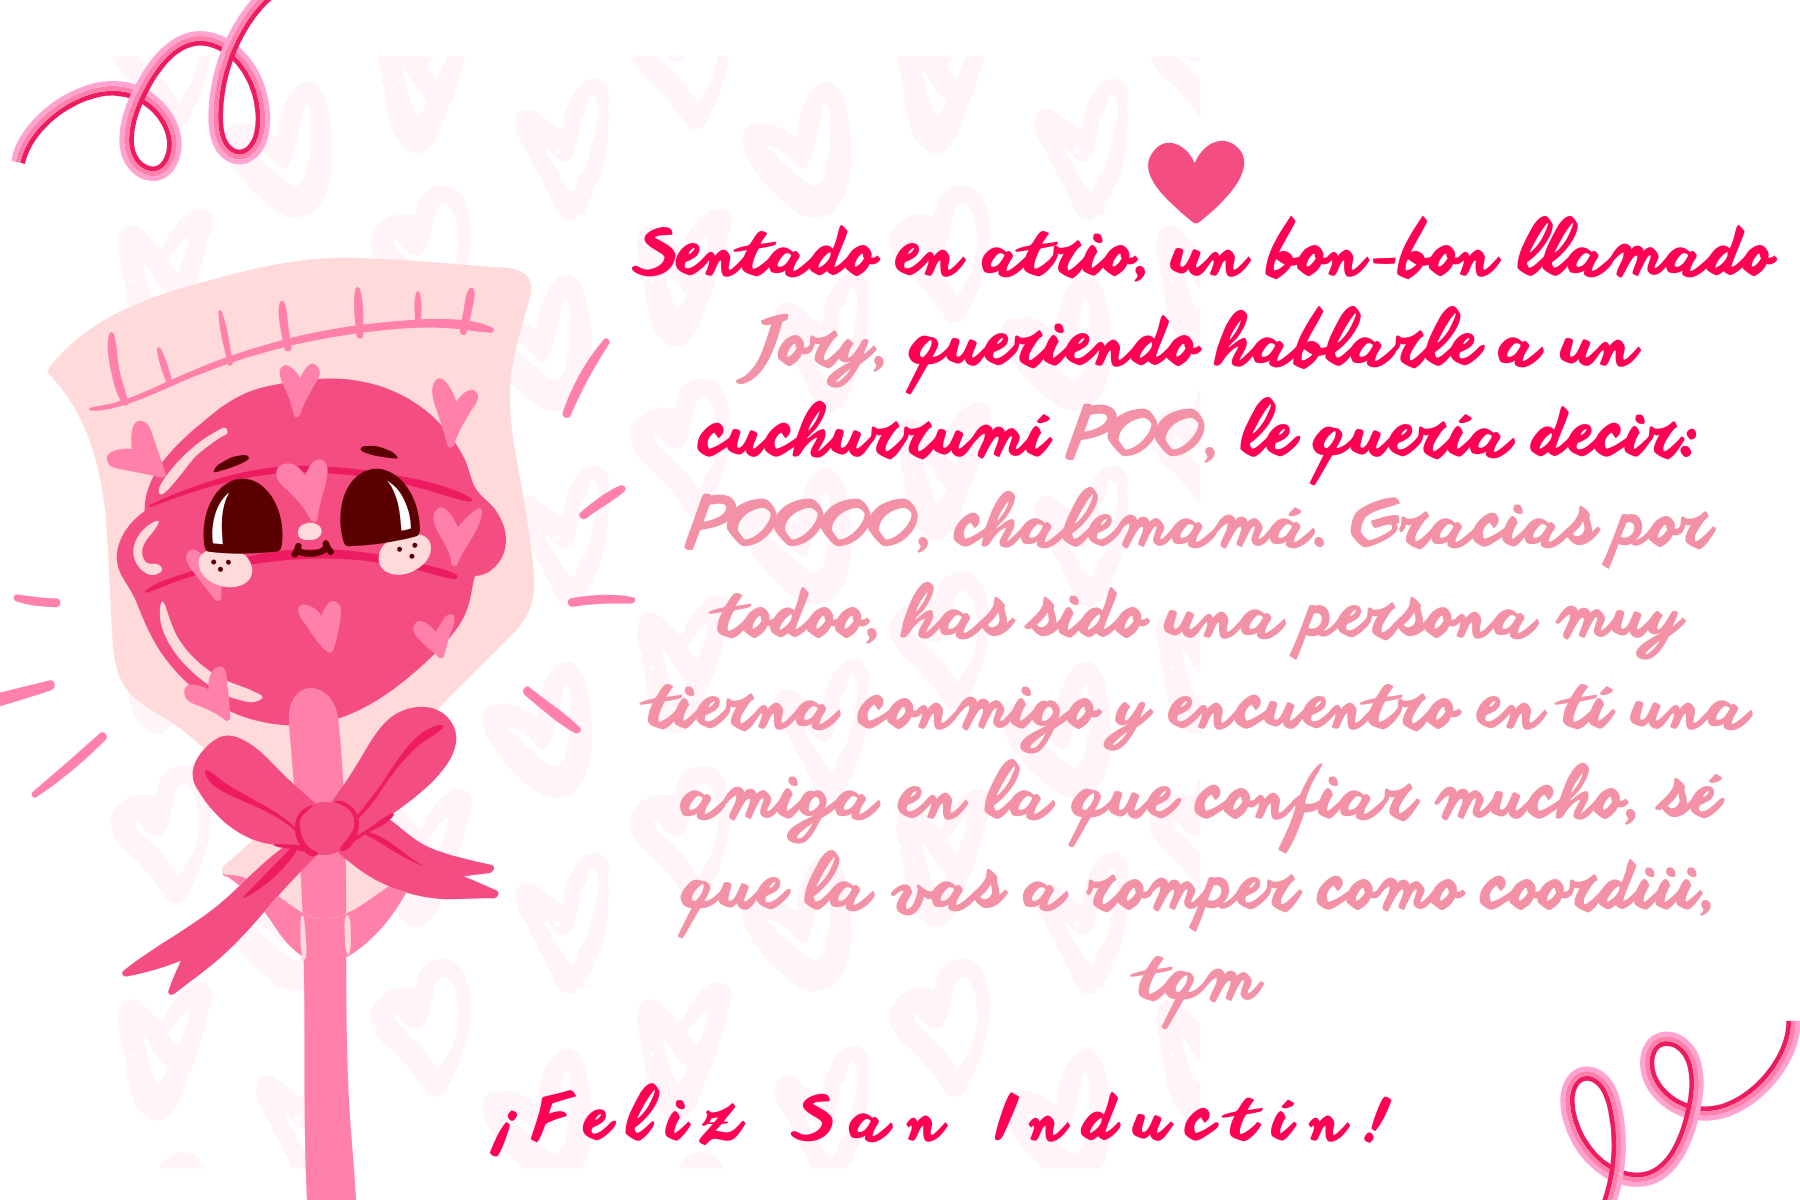 Sentado en atrio, un bon-bon llamado
Jory, queriendo hablarle a un
cuchurrumí POO, le quería decir:
POOOO, chalemamá. Gracias por
todoo, has sido una persona muy
tierna conmigo y encuentro en tí una
amiga en la que confiar mucho, sé
que la vas a romper como coordiii,
tqm
¡Feliz San Inductín!